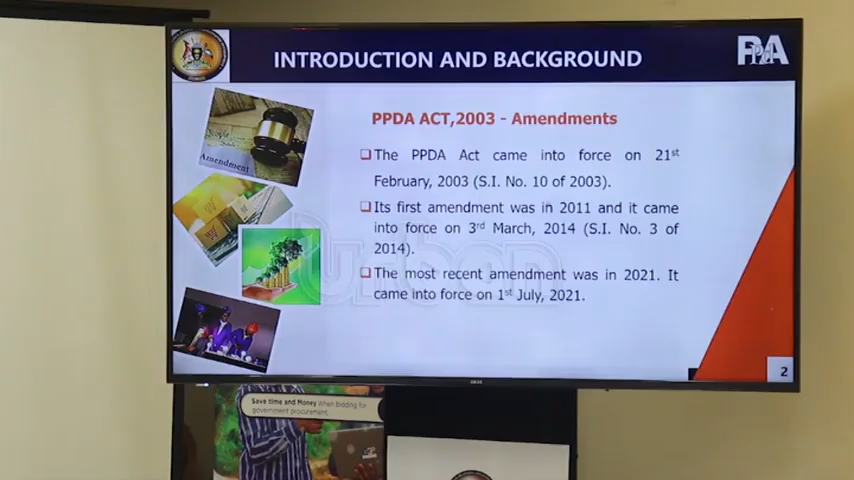 INTRODUCTION AND BACKGROUND
PPDA
PPDA ACT,2003 - Amendments
❑The PPDA Act came into force on 21st
February, 2003 (S.I. No. 10 of 2003).
❑Its first amendment was in 2011 and it came
into force on 3rd March, 2014 (S.I. No. 3 of
2014).
❑The most recent amendment was in 2021. It
came into force on 1st July, 2021.
Amendment
Urban
2
Save time and Money When bidding for
government procurement.